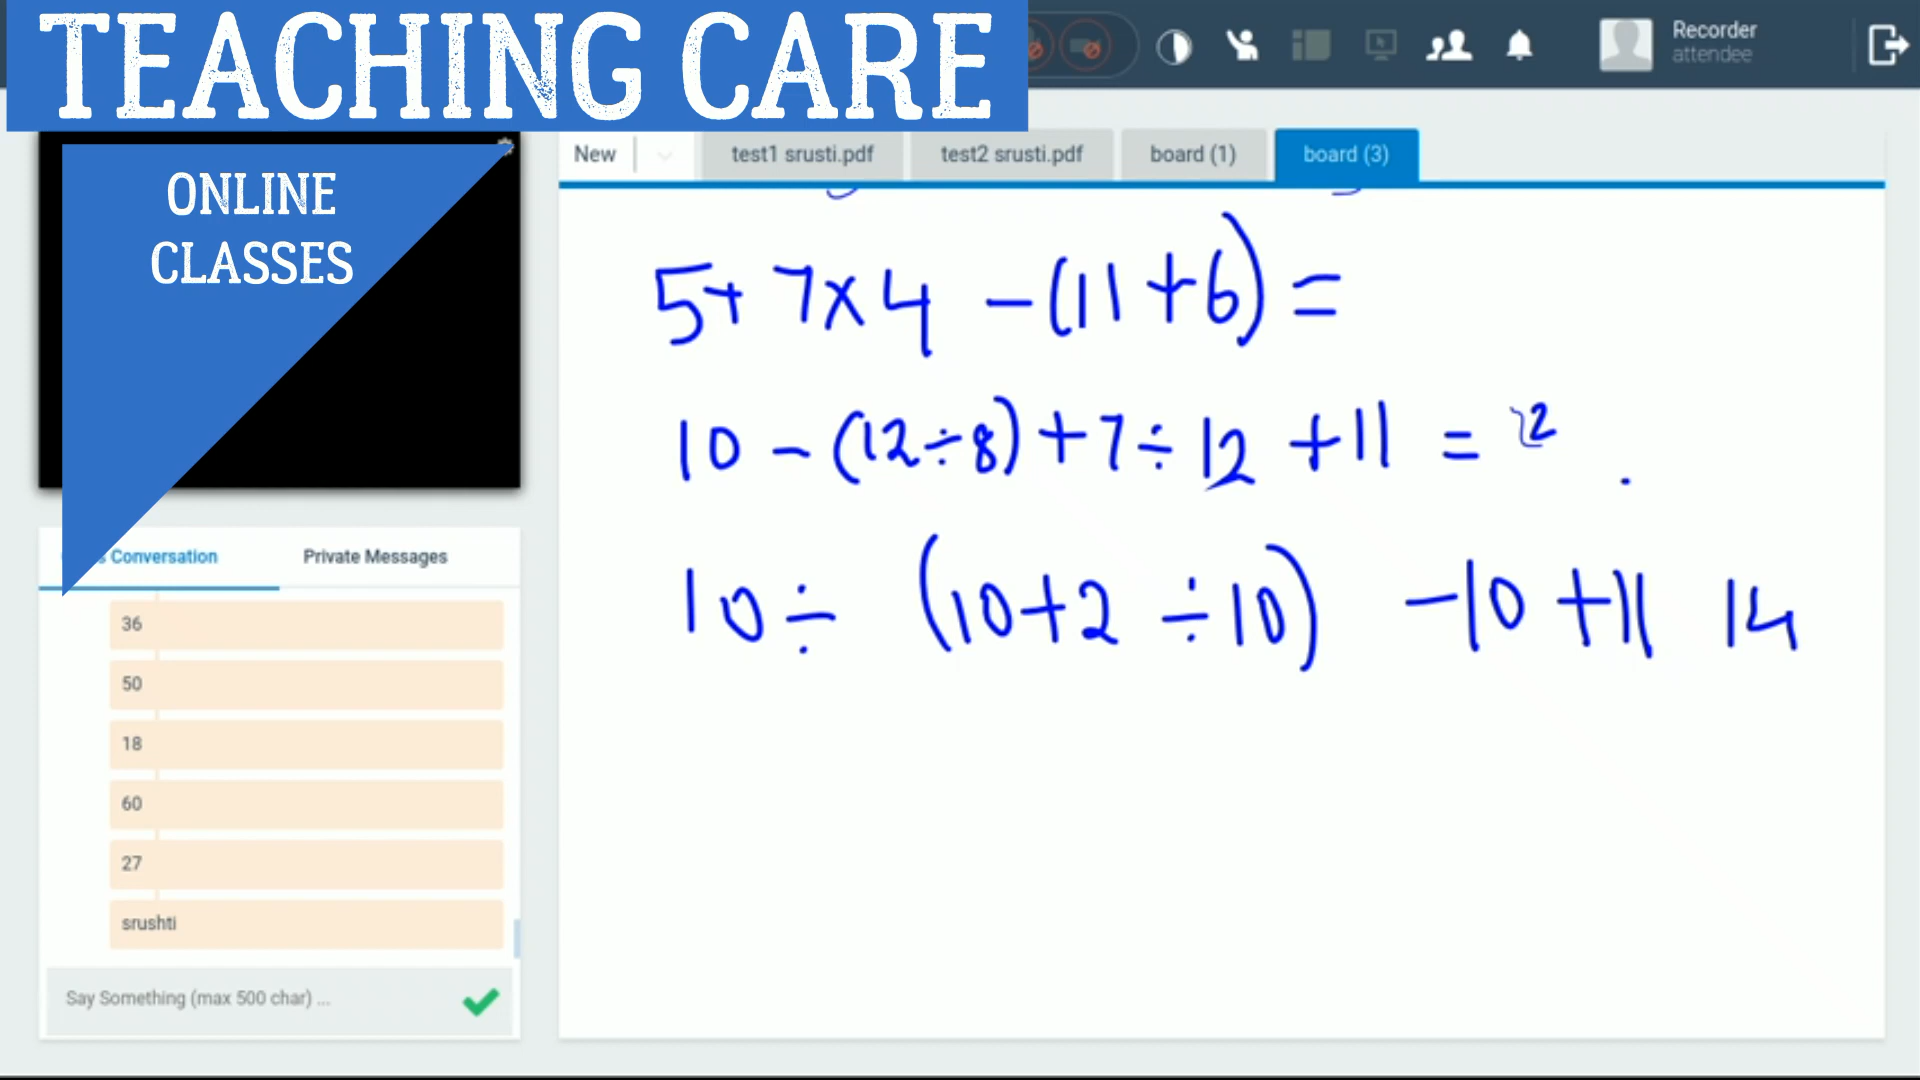 TEACHING CARE
ONLINE
CLASSES
Recorder
attendee
New
test1 srusti.pdf
test2 srusti.pdf
board (1)
board (3)
5+7×4-(11+6)=
10-(12÷8)+7÷12+11=
10÷(10+2÷10)-10+11 14
Conversation
Private Messages
36
50
18
60
27
srushti
Say Something (max 500 char) ...